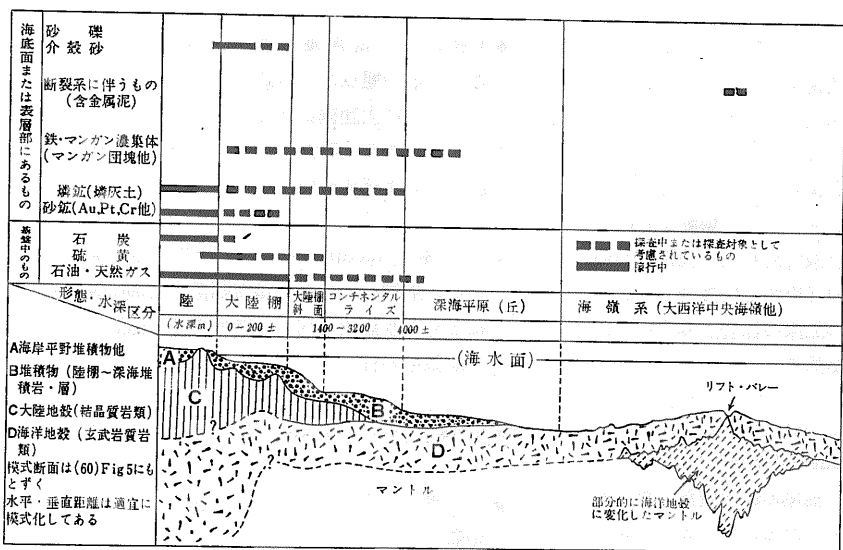 海底面または表層部にあるもの
砂礫
介殻砂
断裂系に伴うもの
(含金属泥)
鉄・マンガン濃集体
(マンガン団塊他)
燐鉱(燐灰土)
砂鉱(Au,Pt,Cr他)
基盤中のもの
石炭
硫黄
石油・天然ガス
探査中または探査対象として
考慮されているもの
採行中
形態・水深区分
陸
大陸棚
大陸棚
斜面
コンチネンタル
ライズ
深海平原(丘)
海嶺系(大西洋中央海嶺他)
(水深m)
0~200±
1400~3200
4000±
A海岸平野堆積物他
B堆積物(陸棚~深海堆
積岩・層)
C大陸地殻(結晶質岩類)
D海洋地殻(玄武岩質岩
類)
模式断面は(60)Fig5にも
とずく
水平・垂直距離は適宜に
模式化してある
A
C
?
?
B
D
(海水面)
リフト・バレー
マントル
部分的に海洋地殻
に変化したマントル